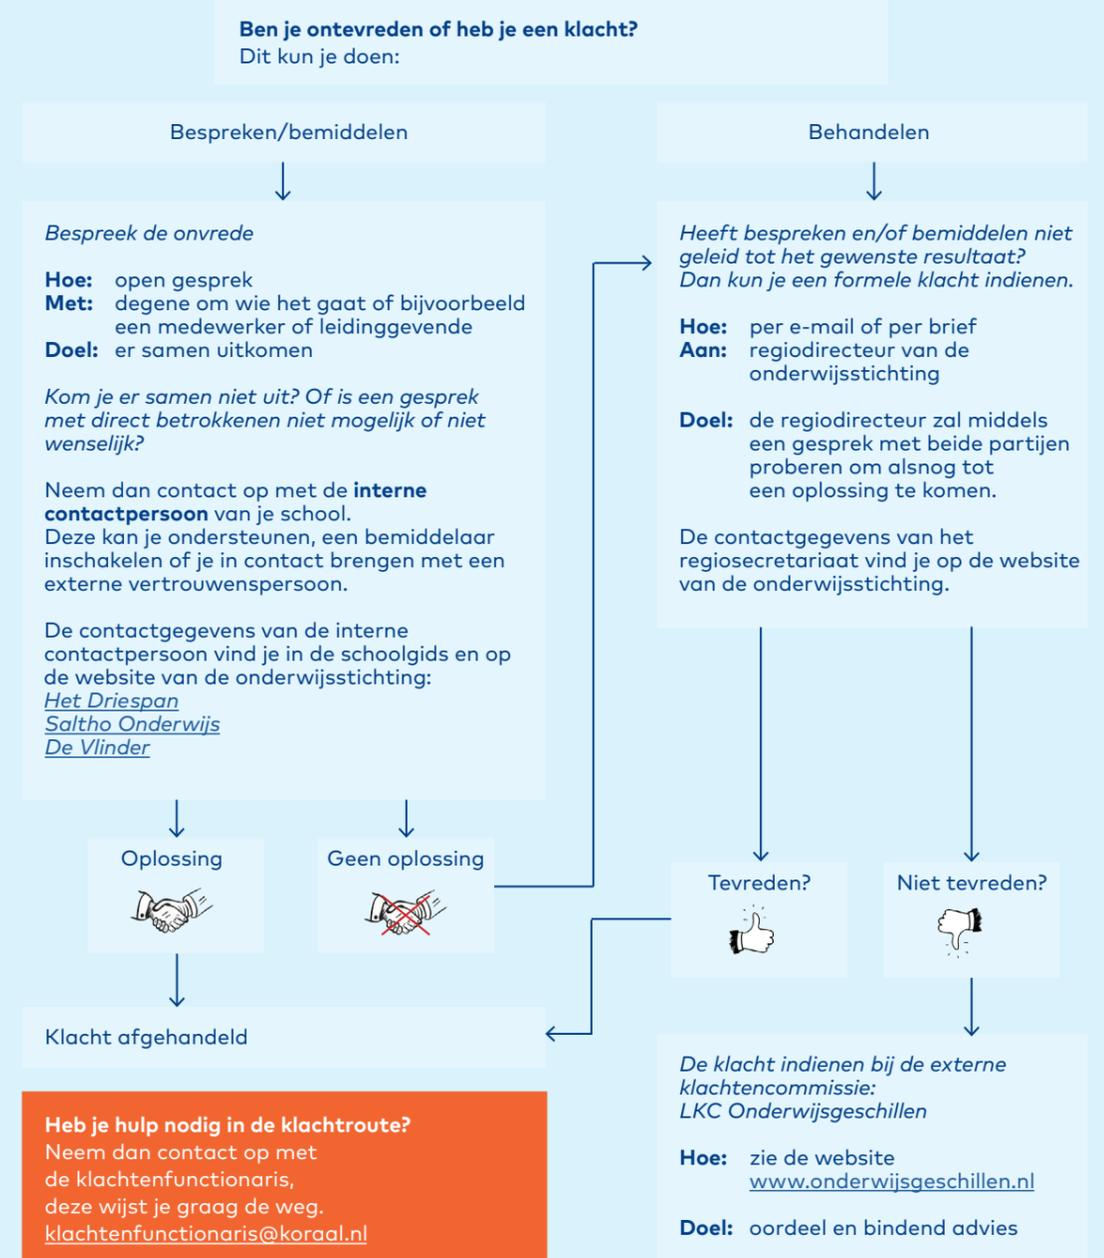 Ben je ontevreden of heb je een klacht?
Dit kun je doen:
Bespreken/bemiddelen
Bespreek de onvrede
Hoe: open gesprek
Met: degene om wie het gaat of bijvoorbeeld
een medewerker of leidinggevende
Doel: er samen uitkomen
Kom je er samen niet uit? Of is een gesprek
met direct betrokkenen niet mogelijk of niet
wenselijk?
Neem dan contact op met de interne
contactpersoon van je school.
Deze kan je ondersteunen, een bemiddelaar
inschakelen of je in contact brengen met een
externe vertrouwenspersoon.
De contactgegevens van de interne
contactpersoon vind je in de schoolgids en op
de website van de onderwijsstichting:
Het Driespan
Saltho Onderwijs
De Vlinder
Oplossing
Geen oplossing
Klacht afgehandeld
Heb je hulp nodig in de klachtroute?
Neem dan contact op met
de klachtenfunctionaris,
deze wijst je graag de weg.
klachtenfunctionaris@koraal.nl
Behandelen
Heeft bespreken en/of bemiddelen niet
geleid tot het gewenste resultaat?
Dan kun je een formele klacht indienen.
Hoe: per e-mail of per brief
Aan: regiodirecteur van de
onderwijsstichting
Doel: de regiodirecteur zal middels
een gesprek met beide partijen
proberen om alsnog tot
een oplossing te komen.
De contactgegevens van het
regiosecretariaat vind je op de website
van de onderwijsstichting.
Tevreden?
Niet tevreden?
De klacht indienen bij de externe
klachtencommissie:
LKC Onderwijsgeschillen
Hoe: zie de website
www.onderwijsgeschillen.nl
Doel: oordeel en bindend advies